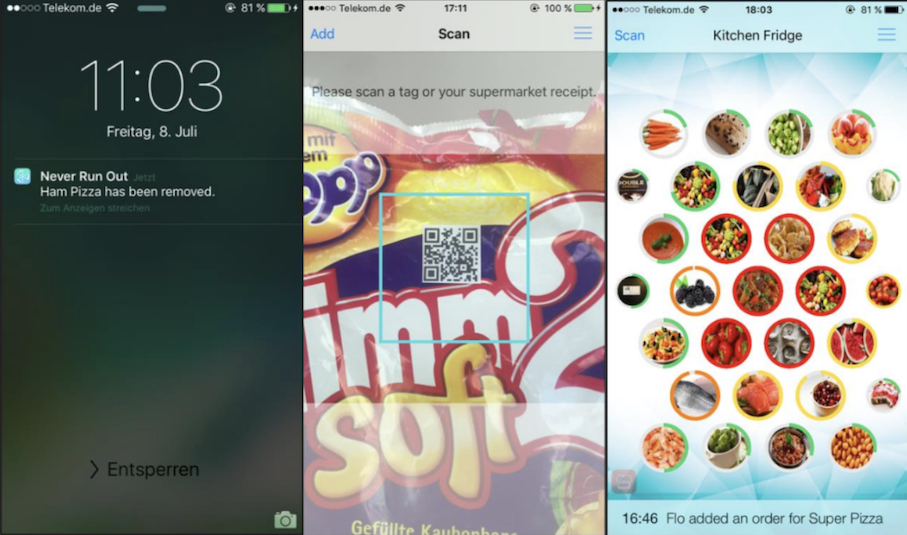 Telekom.de 81 %
11:03
Freitag, 8. Juli
Never Run Out Jetzt
Ham Pizza has been removed.
Zum Anzeigen streichen
Entsperren
Telekom.de 17:11 100 %
Add Scan
Please scan a tag or your supermarket receipt.
mit
em
imm 2
soft
Gefüllte Kaubonbons
Telekom.de 18:03 81 %
Scan Kitchen Fridge
DOUBLE
16:46 Flo added an order for Super Pizza